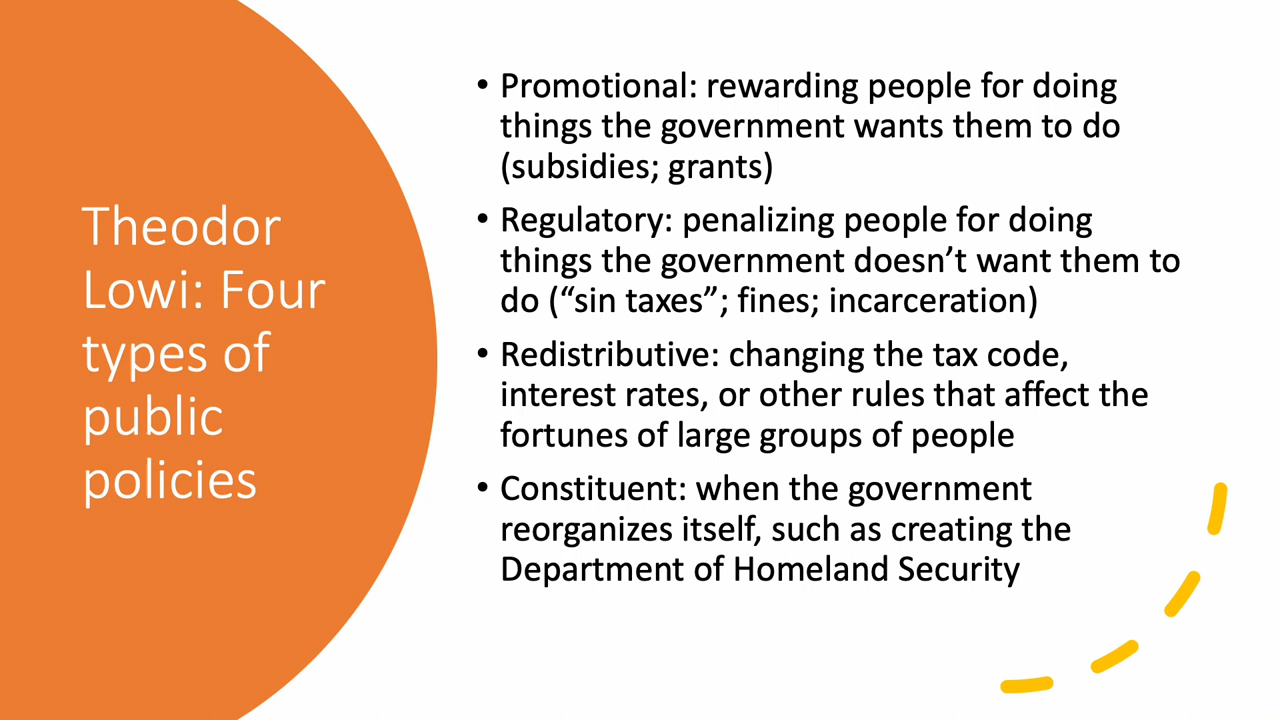 Theodor
Lowi: Four
types of
public
policies
• Promotional: rewarding people for doing
things the government wants them to do
(subsidies; grants)
• Regulatory: penalizing people for doing
things the government doesn’t want them to
do (“sin taxes”; fines; incarceration)
• Redistributive: changing the tax code,
interest rates, or other rules that affect the
fortunes of large groups of people
• Constituent: when the government
reorganizes itself, such as creating the
Department of Homeland Security